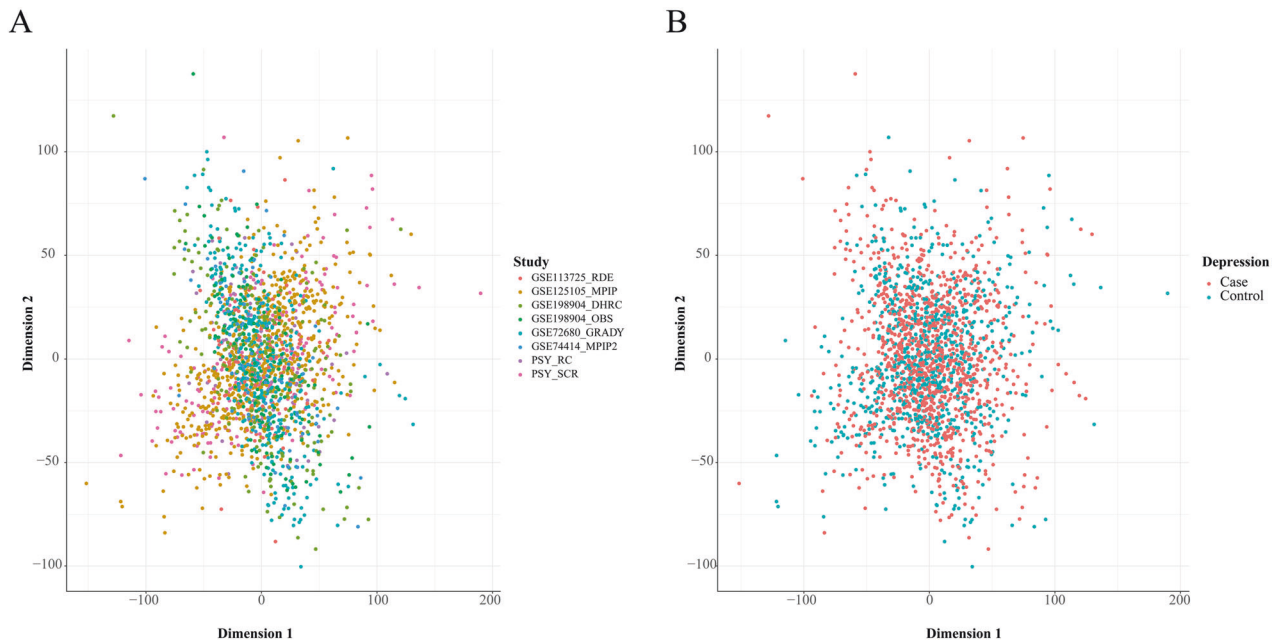 A
B
100
50
0
−50
−100
Dimension 2
−100
0
100
200
Dimension 1
Study
GSE113725_RDE
GSE125105_MPIP
GSE198904_DHRC
GSE198904_OBS
GSE72680_GRADY
GSE74414_MPIP2
PSY_RC
PSY_SCR
100
50
0
−50
−100
Dimension 2
−100
0
100
200
Dimension 1
Depression
Case
Control